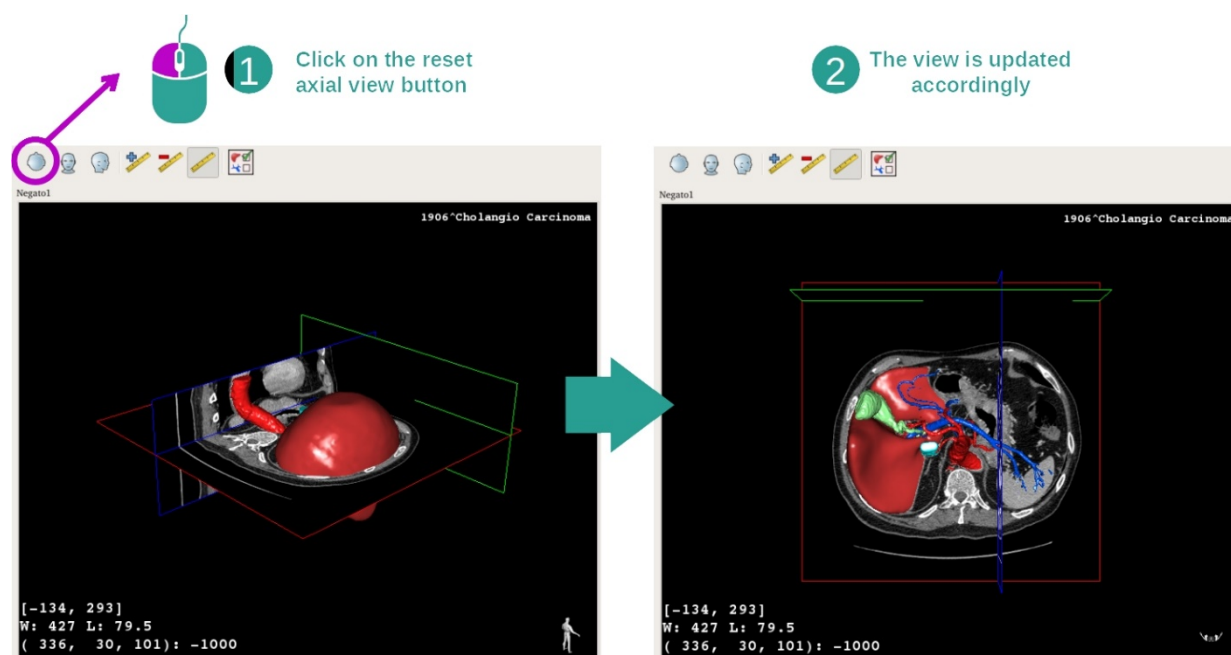 1
Click on the reset
axial view button
2
The view is updated
accordingly
Negato1
1906^Cholangio Carcinoma
[-134, 293]
W: 427 L: 79.5
( 336, 30, 101): -1000
Negato1
1906^Cholangio Carcinoma
[-134, 293]
W: 427 L: 79.5
( 336, 30, 101): -1000